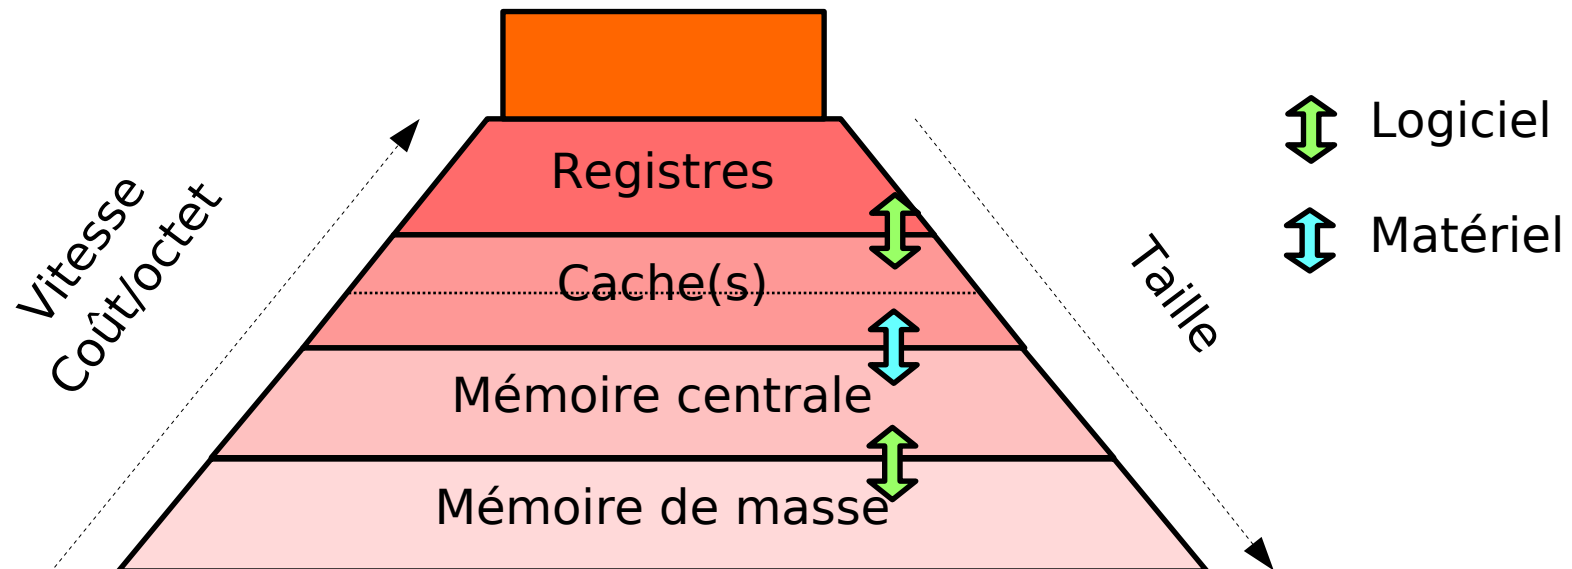 Registres
Cache(s)
Mémoire centrale
Mémoire de masse
Vitesse
Coût/octet
Taille
Logiciel
Matériel